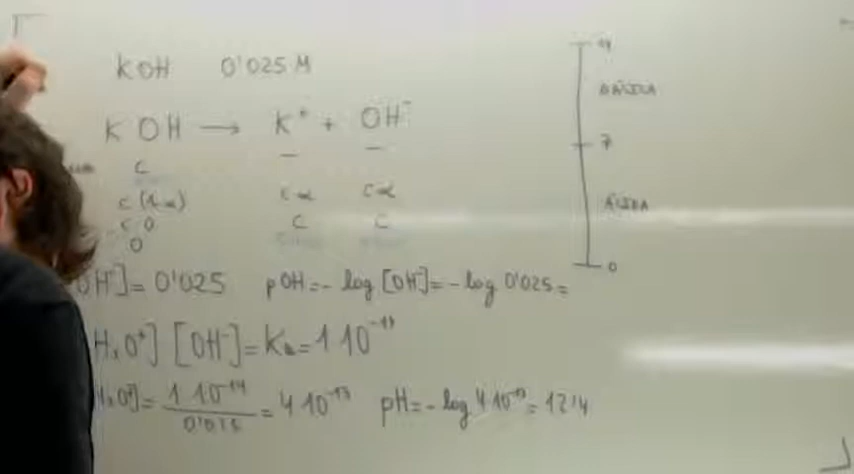 KOH 0'025 M
14
BÁSICA
KOH → K⁺ + OH⁻
7
C
C(1-α) Cα Cα
C·0 C C
0
ÁCIDA
0
OH⁻] = 0'025 pOH = - log [OH⁻] = - log 0'025 =
H₃O⁺] [OH⁻] = 1·10⁻¹⁴
H₃O⁺] = 1·10⁻¹⁴ / 0'025 = 4·10⁻¹³ pH = - log 4·10⁻¹³ = 12'4